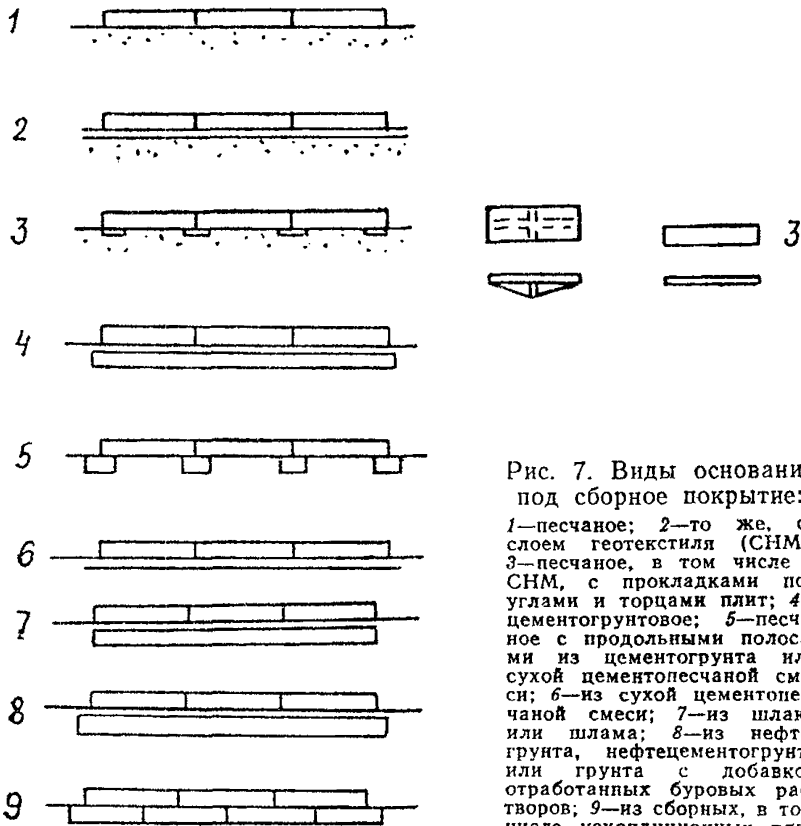 1
2
3
3
4
5
6
7
8
9
Рис. 7. Виды основани
под сборное покрытие:
1—песчаное; 2—то же, с
слоем геотекстиля (СНМ
3—песчаное, в том числе
СНМ, с прокладками по
углами и торцами плит; 4
цементогрунтовое; 5—песч
ное с продольными полоса
ми из цементогрунта ил
сухой цементопесчаной см
си; 6—из сухой цементопе
чаной смеси; 7—из шлак
или шлама; 8—из нефт
грунта, нефтецементогрунт
или грунта с добавко
отработанных буровых ра
творов; 9—из сборных, в то